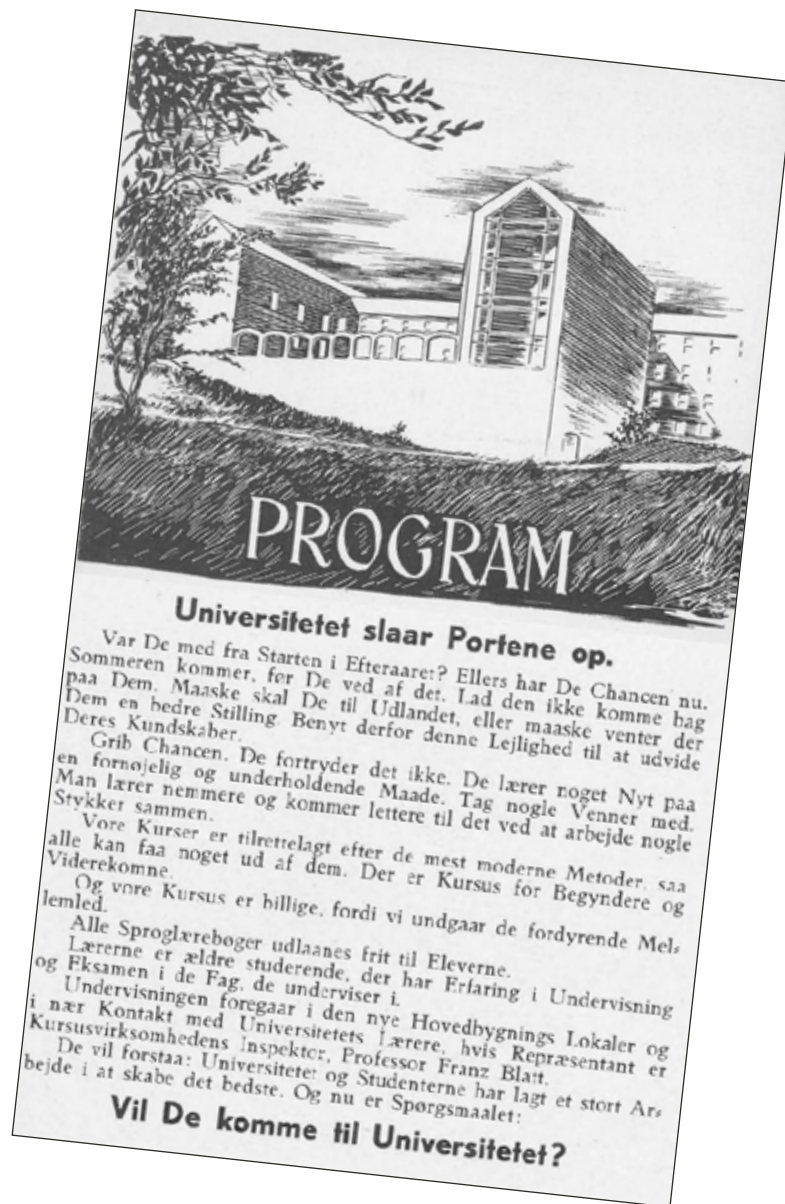 PROGRAM
Universitetet slaar Portene op.
Var De med fra Starten i Efteraaret? Ellers har De Chancen nu.
Sommeren kommer, før De ved af det. Lad den ikke komme bag
paa Dem. Maaske skal De til Udlandet, eller maaske venter der
Dem en bedre Stilling. Benyt derfor denne Lejlighed til at udvide
Deres Kundskaber.
Grib Chancen. De fortryder det ikke. De lærer noget Nyt paa
en fornøjelig og underholdende Maade. Tag nogle Venner med.
Man lærer nemmere og kommer lettere til det ved at arbejde nogle
Stykker sammen.
Vore Kurser er tilrettelagt efter de mest moderne Metoder, saa
alle kan faa noget ud af dem. Der er Kursus for Begyndere og
Viderekomne.
Og vore Kursus er billige, fordi vi undgaar de fordyrende Mel-
lemled.
Alle Sproglærebøger udlaanes frit til Eleverne.
Lærerne er ældre studerende, der har Erfaring i Undervisning
og Eksamen i de Fag, de underviser i.
Undervisningen foregaar i den nye Hovedbygnings Lokaler og
i nær Kontakt med Universitetets Lærere, hvis Repræsentant er
Kursusvirksomhedens Inspektor, Professor Franz Blatt.
De vil forstaa: Universitetet og Studenterne har lagt et stort Ar-
bejde i at skabe det bedste. Og nu er Spørgsmaalet:
Vil De komme til Universitetet?